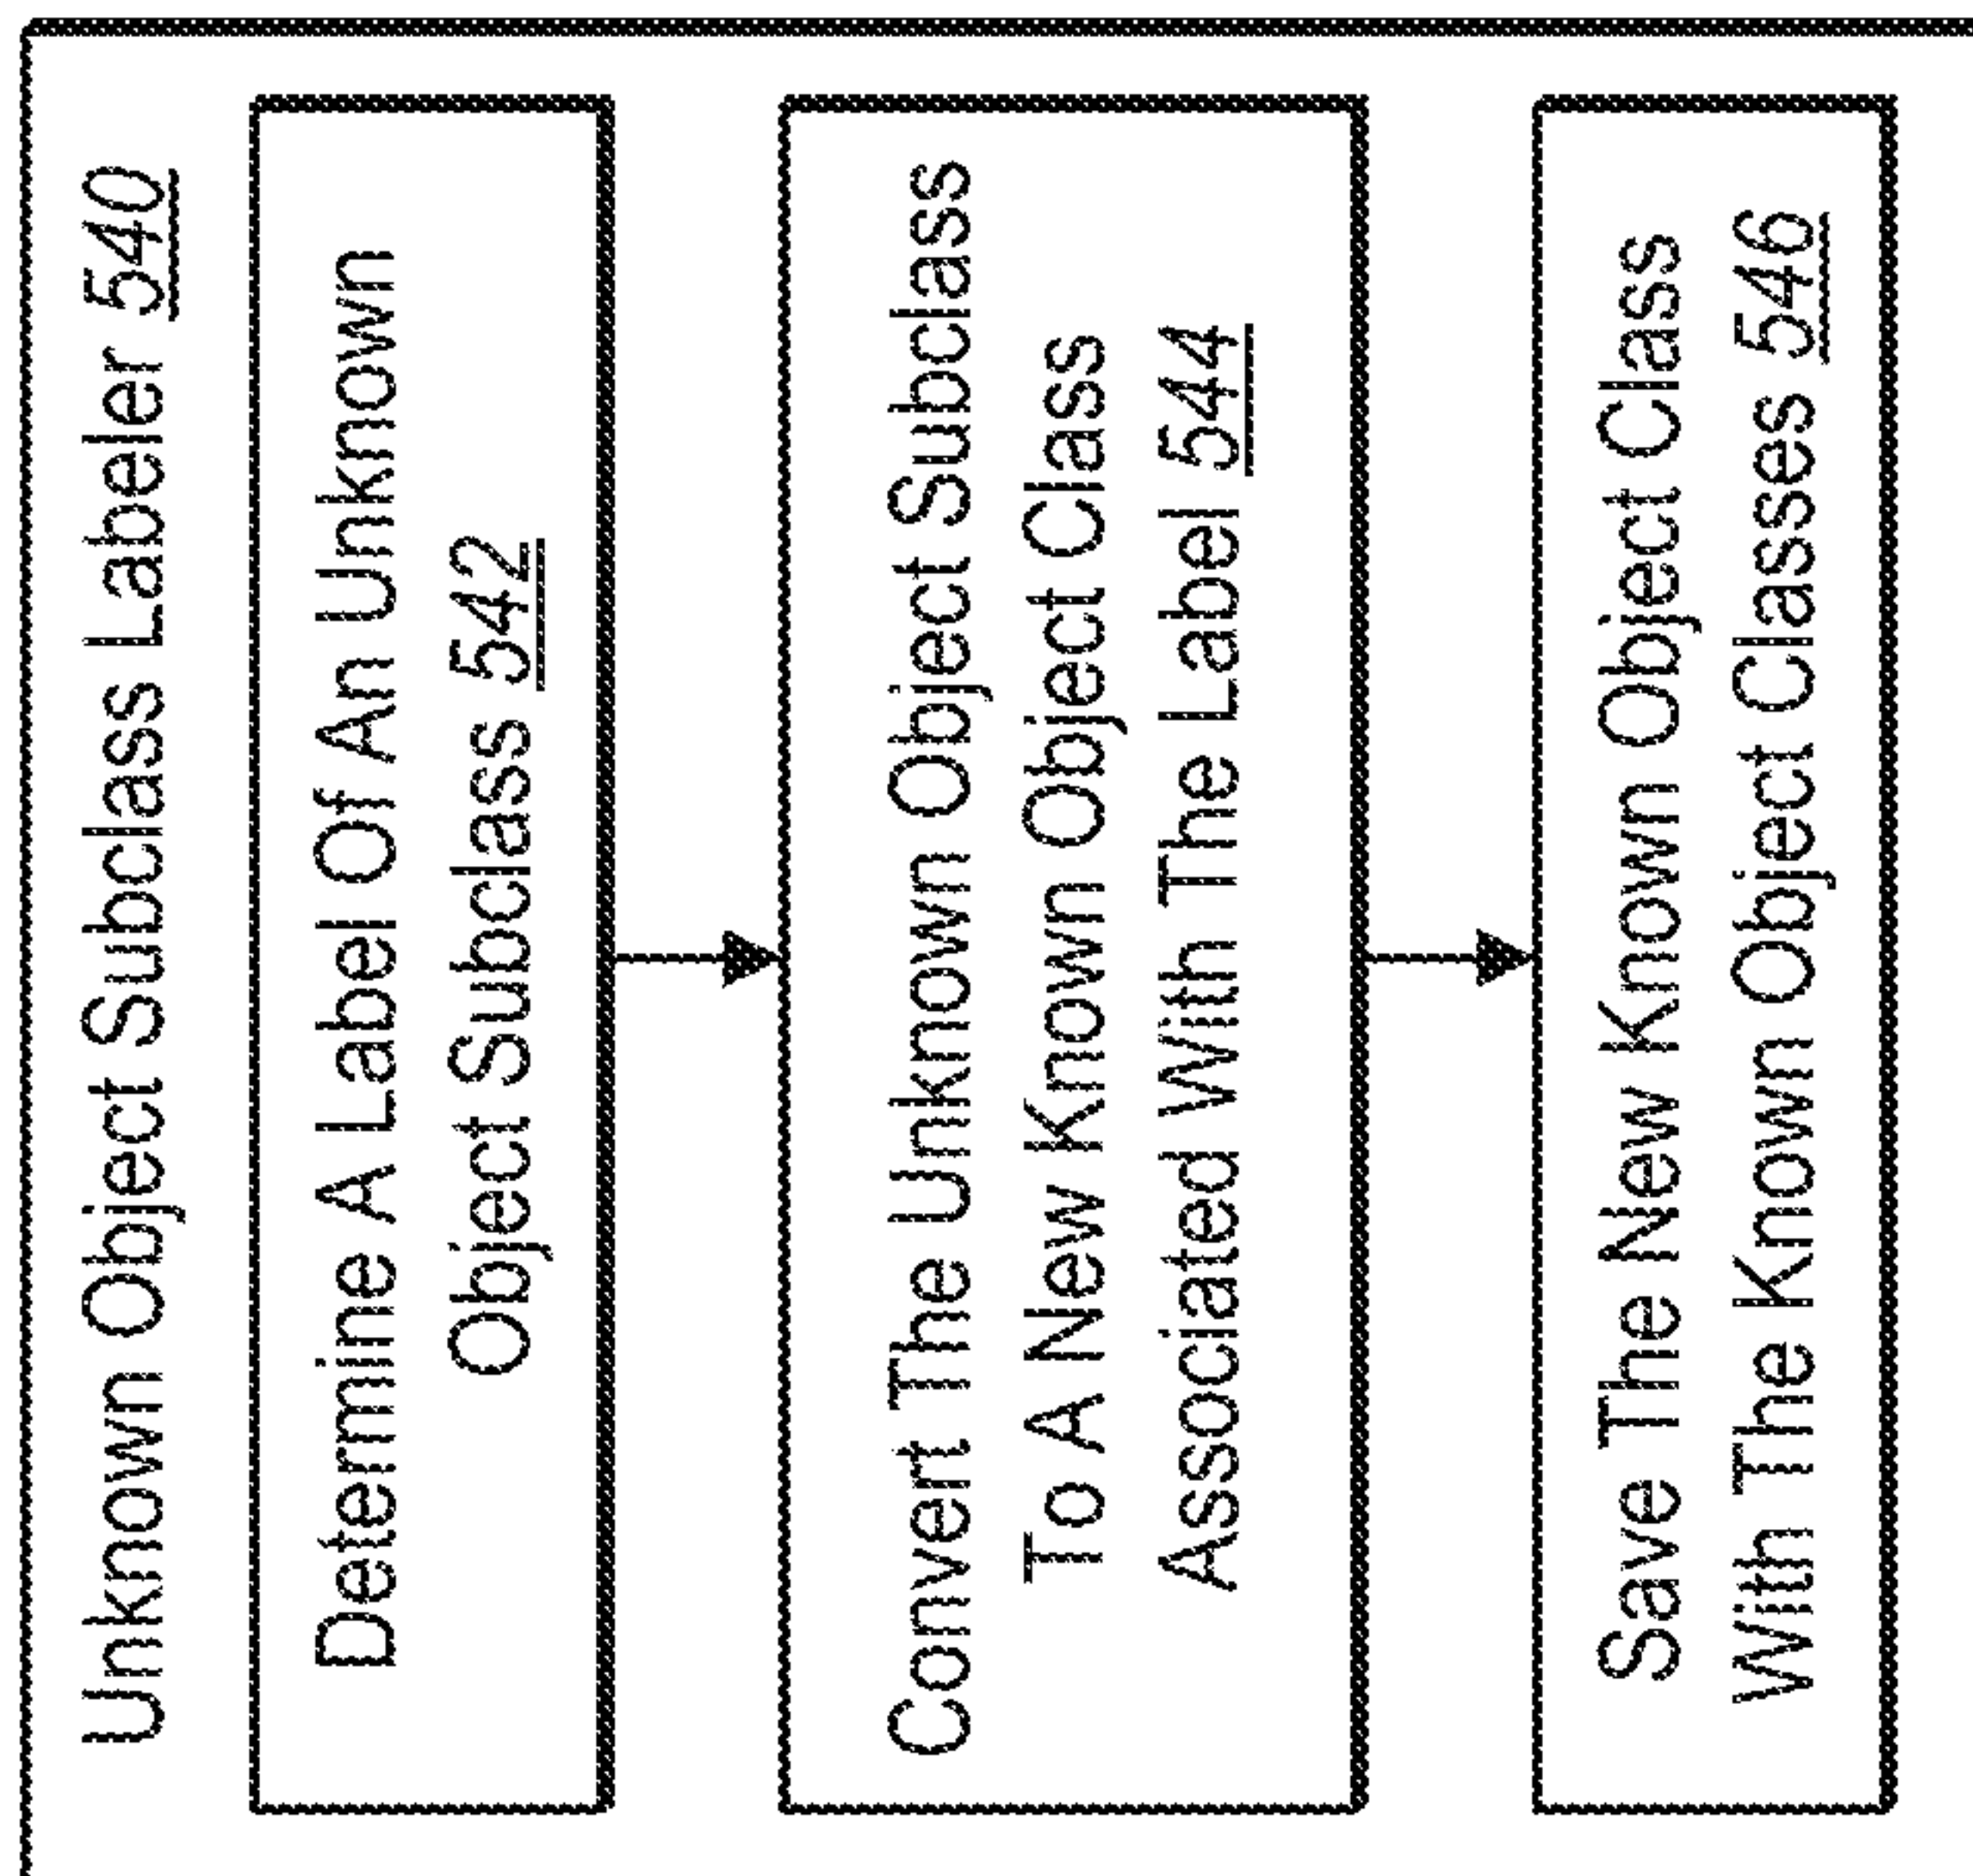 Unknown Object Subclass Labeler 540
Determine A Label Of An Unknown
Object Subclass 542
Convert The Unknown Object Subclass
To A New Known Object Class
Associated With The Label 544
Save The New Known Object Class
With The Known Object Classes 546